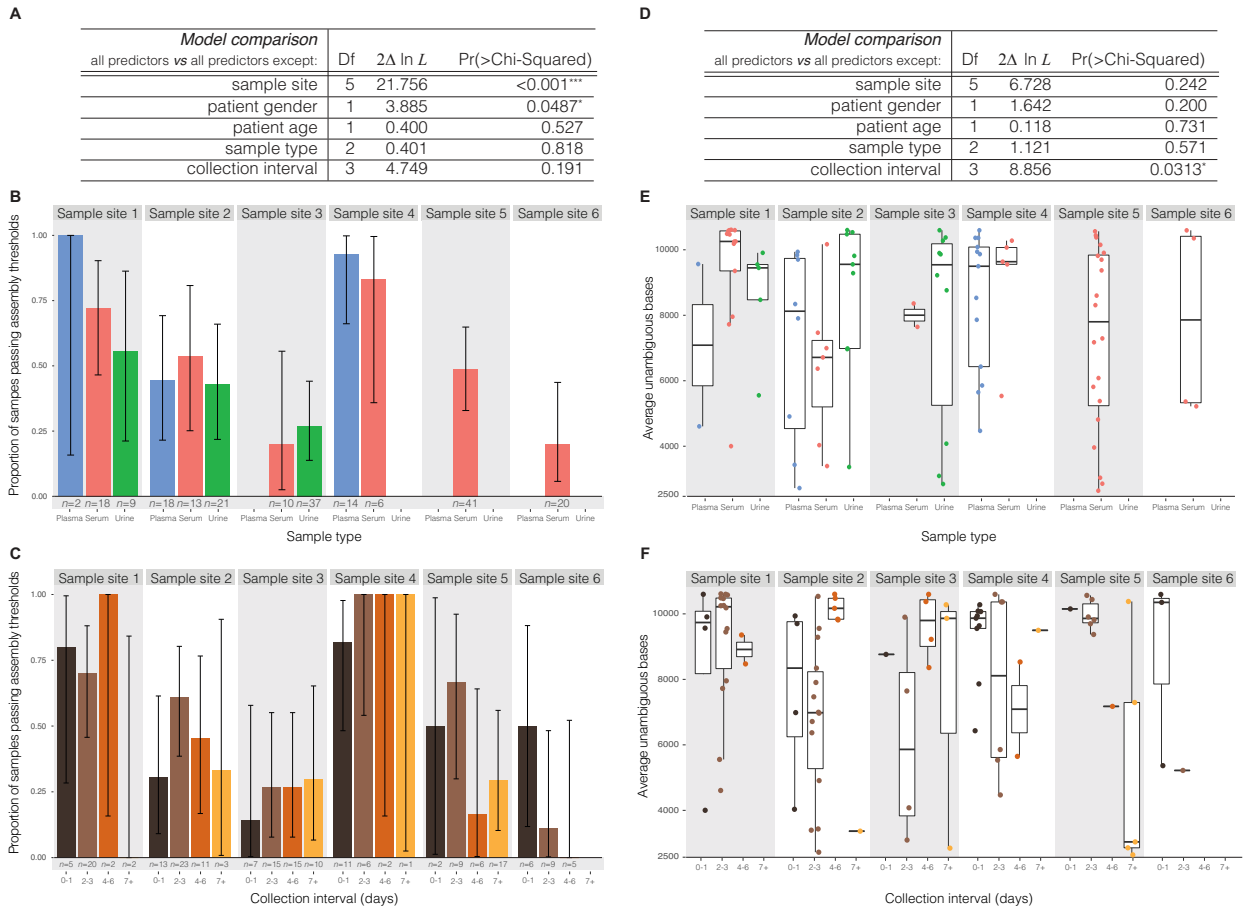 A
Model comparison
all predictors vs all predictors except: Df 2Δ ln L Pr(>Chi-Squared)
sample site 5 21.756 <0.001***
patient gender 1 3.885 0.0487*
patient age 1 0.400 0.527
sample type 2 0.401 0.818
collection interval 3 4.749 0.191
B
Sample site 1 Sample site 2 Sample site 3 Sample site 4 Sample site 5 Sample site 6
Proportion of sampes passing assembly thresholds
1.00
0.75
0.50
0.25
0.00
n=2 n=18 n=9 n=18 n=13 n=21 n=10 n=37 n=14 n=6 n=41 n=20
Plasma Serum Urine Plasma Serum Urine Plasma Serum Urine Plasma Serum Urine Plasma Serum Urine Plasma Serum Urine
Sample type
C
Sample site 1 Sample site 2 Sample site 3 Sample site 4 Sample site 5 Sample site 6
Proportion of samples passing assembly thresholds
1.00
0.75
0.50
0.25
0.00
n=5 n=20 n=2 n=2 n=13 n=23 n=11 n=3 n=7 n=15 n=15 n=10 n=11 n=6 n=2 n=1 n=2 n=9 n=6 n=17 n=6 n=9 n=5
0-1 2-3 4-6 7+ 0-1 2-3 4-6 7+ 0-1 2-3 4-6 7+ 0-1 2-3 4-6 7+ 0-1 2-3 4-6 7+ 0-1 2-3 4-6 7+
Collection interval (days)
D
Model comparison
all predictors vs all predictors except: Df 2Δ ln L Pr(>Chi-Squared)
sample site 5 6.728 0.242
patient gender 1 1.642 0.200
patient age 1 0.118 0.731
sample type 2 1.121 0.571
collection interval 3 8.856 0.0313*
E
Sample site 1 Sample site 2 Sample site 3 Sample site 4 Sample site 5 Sample site 6
Average unambiguous bases
10000
8000
6000
4000
2500
Plasma Serum Urine Plasma Serum Urine Plasma Serum Urine Plasma Serum Urine Plasma Serum Urine Plasma Serum Urine
Sample type
F
Sample site 1 Sample site 2 Sample site 3 Sample site 4 Sample site 5 Sample site 6
Average unambiguous bases
10000
8000
6000
4000
2500
0-1 2-3 4-6 7+ 0-1 2-3 4-6 7+ 0-1 2-3 4-6 7+ 0-1 2-3 4-6 7+ 0-1 2-3 4-6 7+ 0-1 2-3 4-6 7+
Collection interval (days)